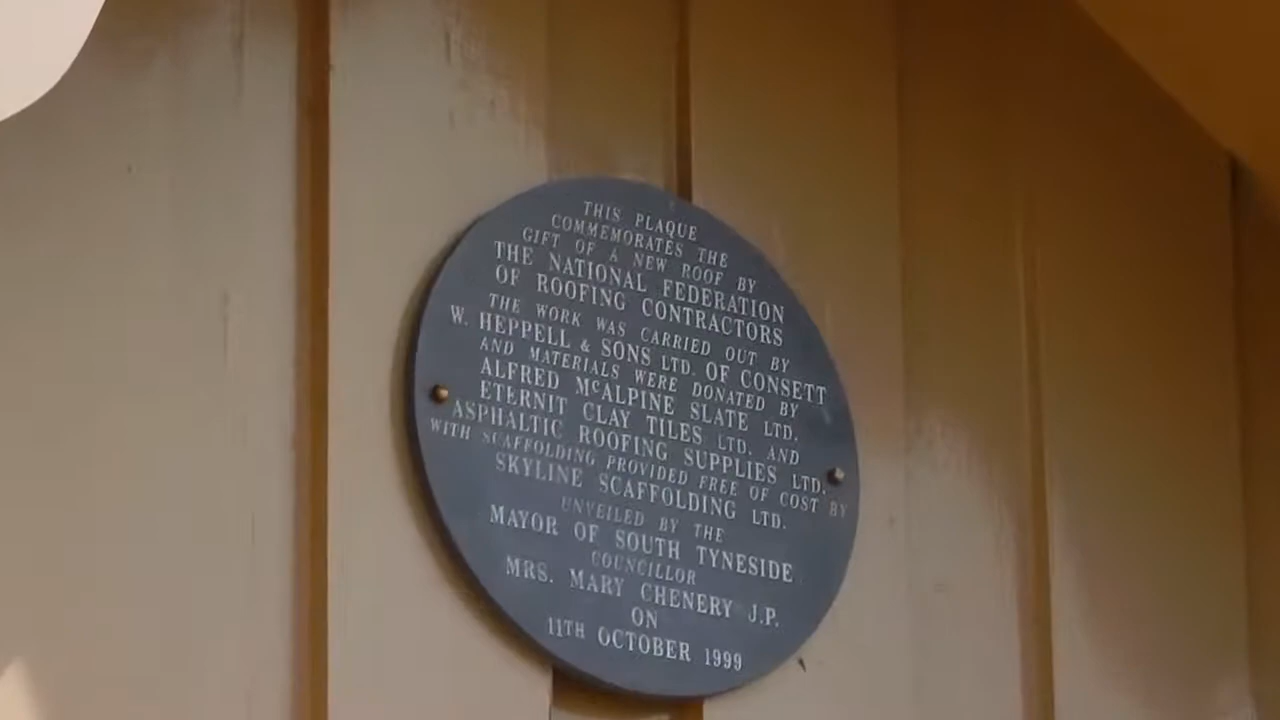 THIS PLAQUE
COMMEMORATES THE
GIFT OF A NEW ROOF BY
THE NATIONAL FEDERATION
OF ROOFING CONTRACTORS
THE WORK WAS CARRIED OUT BY
W. HEPPELL & SONS LTD. OF CONSETT
AND MATERIALS WERE DONATED BY
ALFRED McALPINE SLATE LTD.
ETERNIT CLAY TILES LTD. AND
ASPHALTIC ROOFING SUPPLIES LTD.
WITH SCAFFOLDING PROVIDED FREE OF COST BY
SKYLINE SCAFFOLDING LTD.
UNVEILED BY THE
MAYOR OF SOUTH TYNESIDE
COUNCILLOR
MRS. MARY CHENERY J.P.
ON
11TH OCTOBER 1999